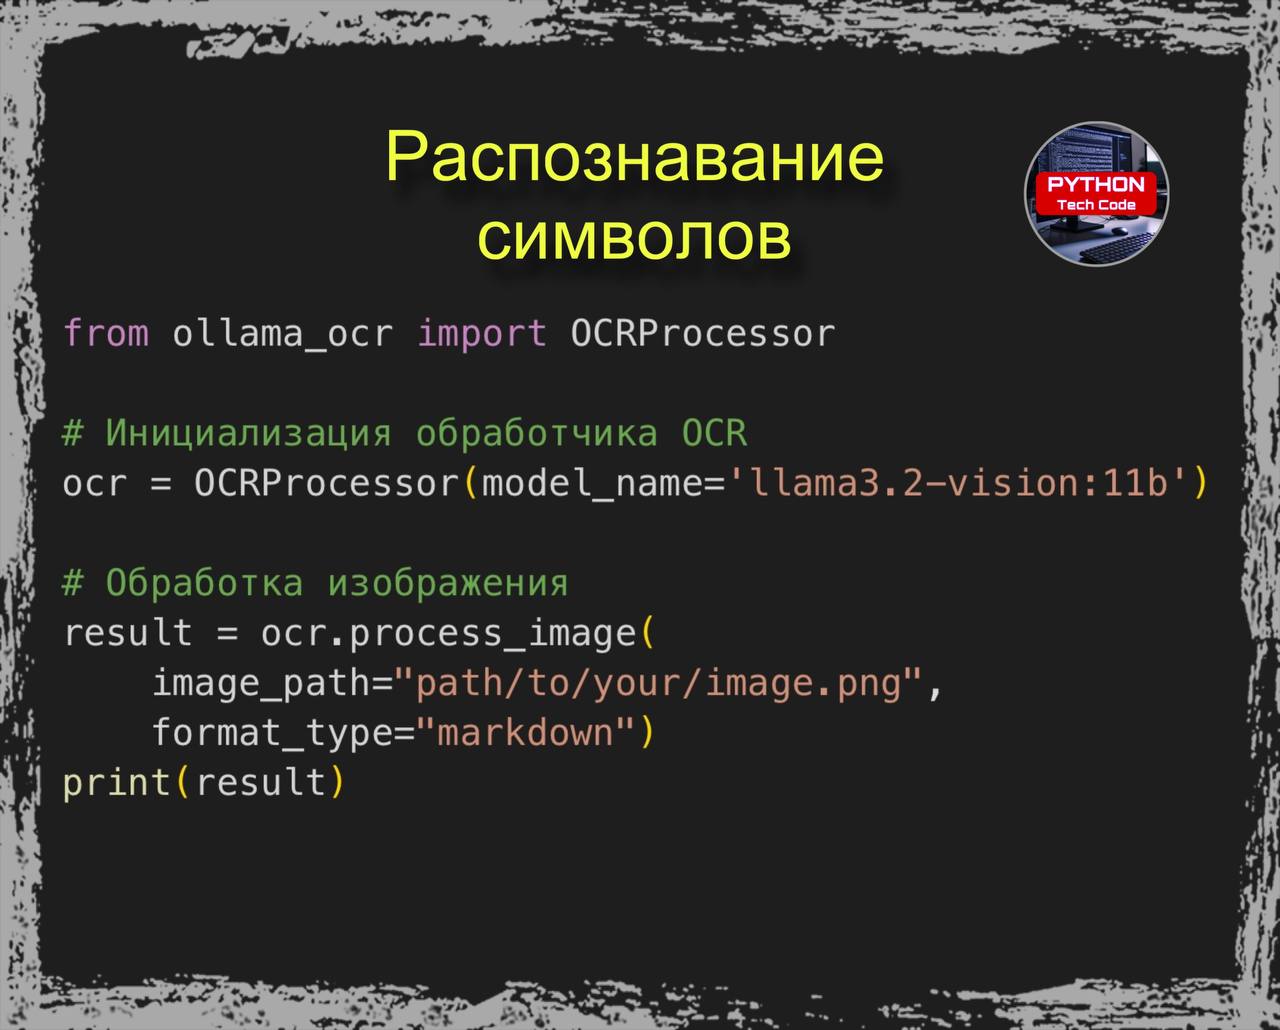 Распознавание
символов
PYTHON
Tech Code
from ollama_ocr import OCRProcessor
# Инициализация обработчика OCR
ocr = OCRProcessor(model_name='llama3.2-vision:11b')
# Обработка изображения
result = ocr.process_image(
    image_path="path/to/your/image.png",
    format_type="markdown")
print(result)